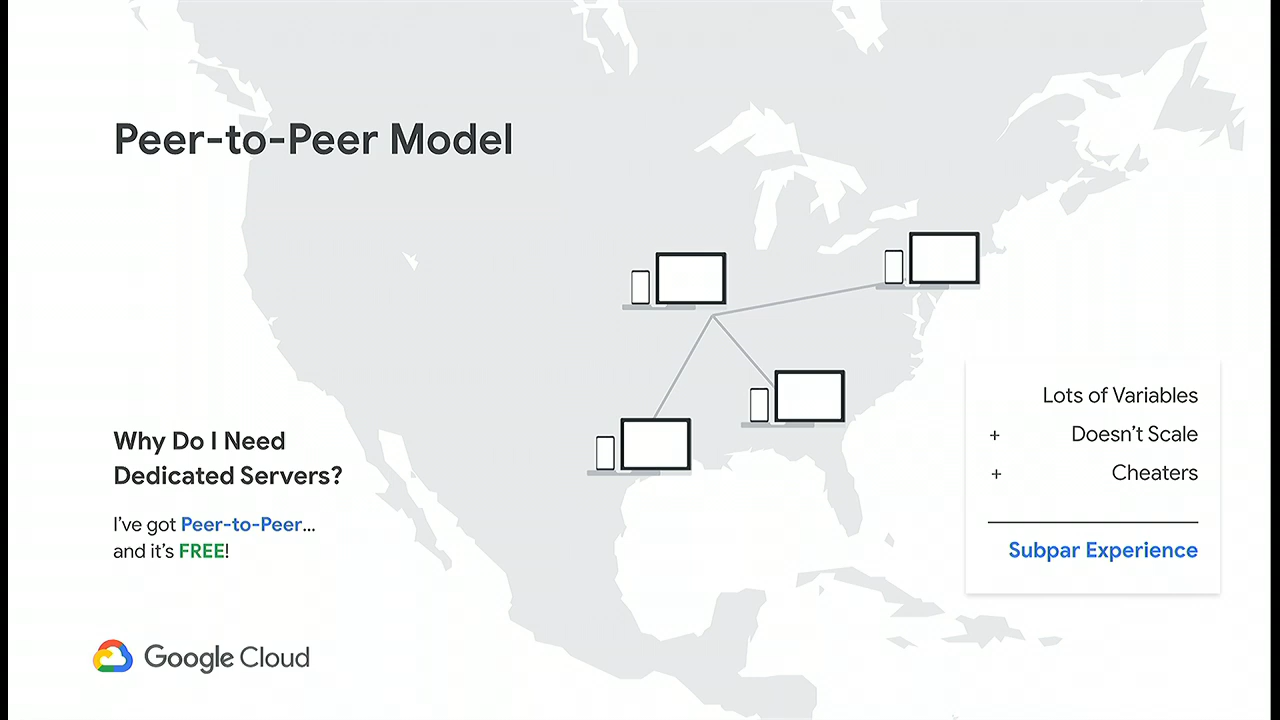 Peer-to-Peer Model
Why Do I Need
Dedicated Servers?
I've got Peer-to-Peer...
and it's FREE!
Lots of Variables
+ Doesn't Scale
+ Cheaters
Subpar Experience
Google Cloud